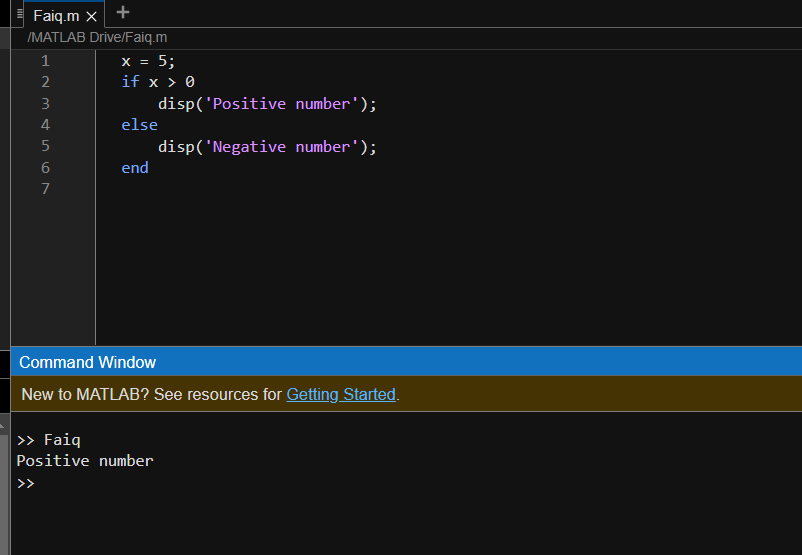 Faiq.m × +
/MATLAB Drive/Faiq.m
1 x = 5;
2 if x > 0
3     disp('Positive number');
4 else
5     disp('Negative number');
6 end
7
Command Window
New to MATLAB? See resources for Getting Started.
>> Faiq
Positive number
>>